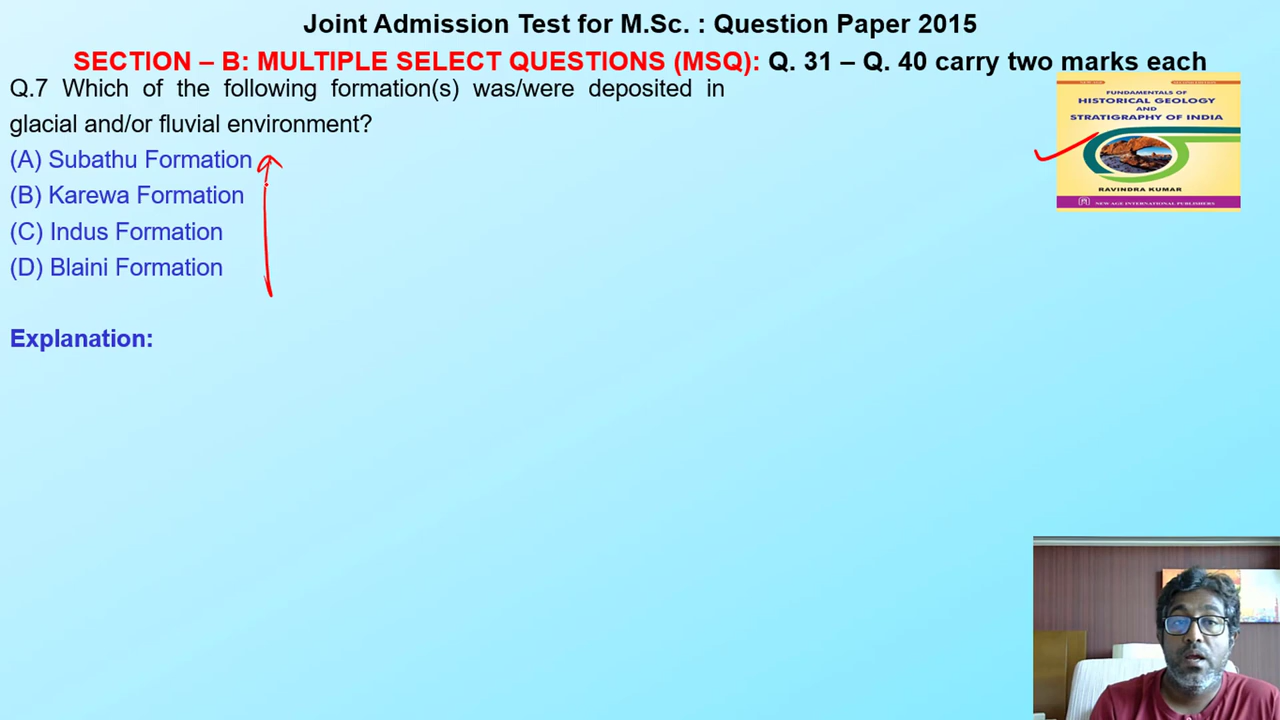 Joint Admission Test for M.Sc. : Question Paper 2015
SECTION – B: MULTIPLE SELECT QUESTIONS (MSQ): Q. 31 – Q. 40 carry two marks each
Q.7 Which of the following formation(s) was/were deposited in
glacial and/or fluvial environment?
(A) Subathu Formation
(B) Karewa Formation
(C) Indus Formation
(D) Blaini Formation
Explanation:
FUNDAMENTALS OF
HISTORICAL GEOLOGY
AND
STRATIGRAPHY OF INDIA
RAVINDRA KUMAR
NEW AGE INTERNATIONAL PUBLISHERS